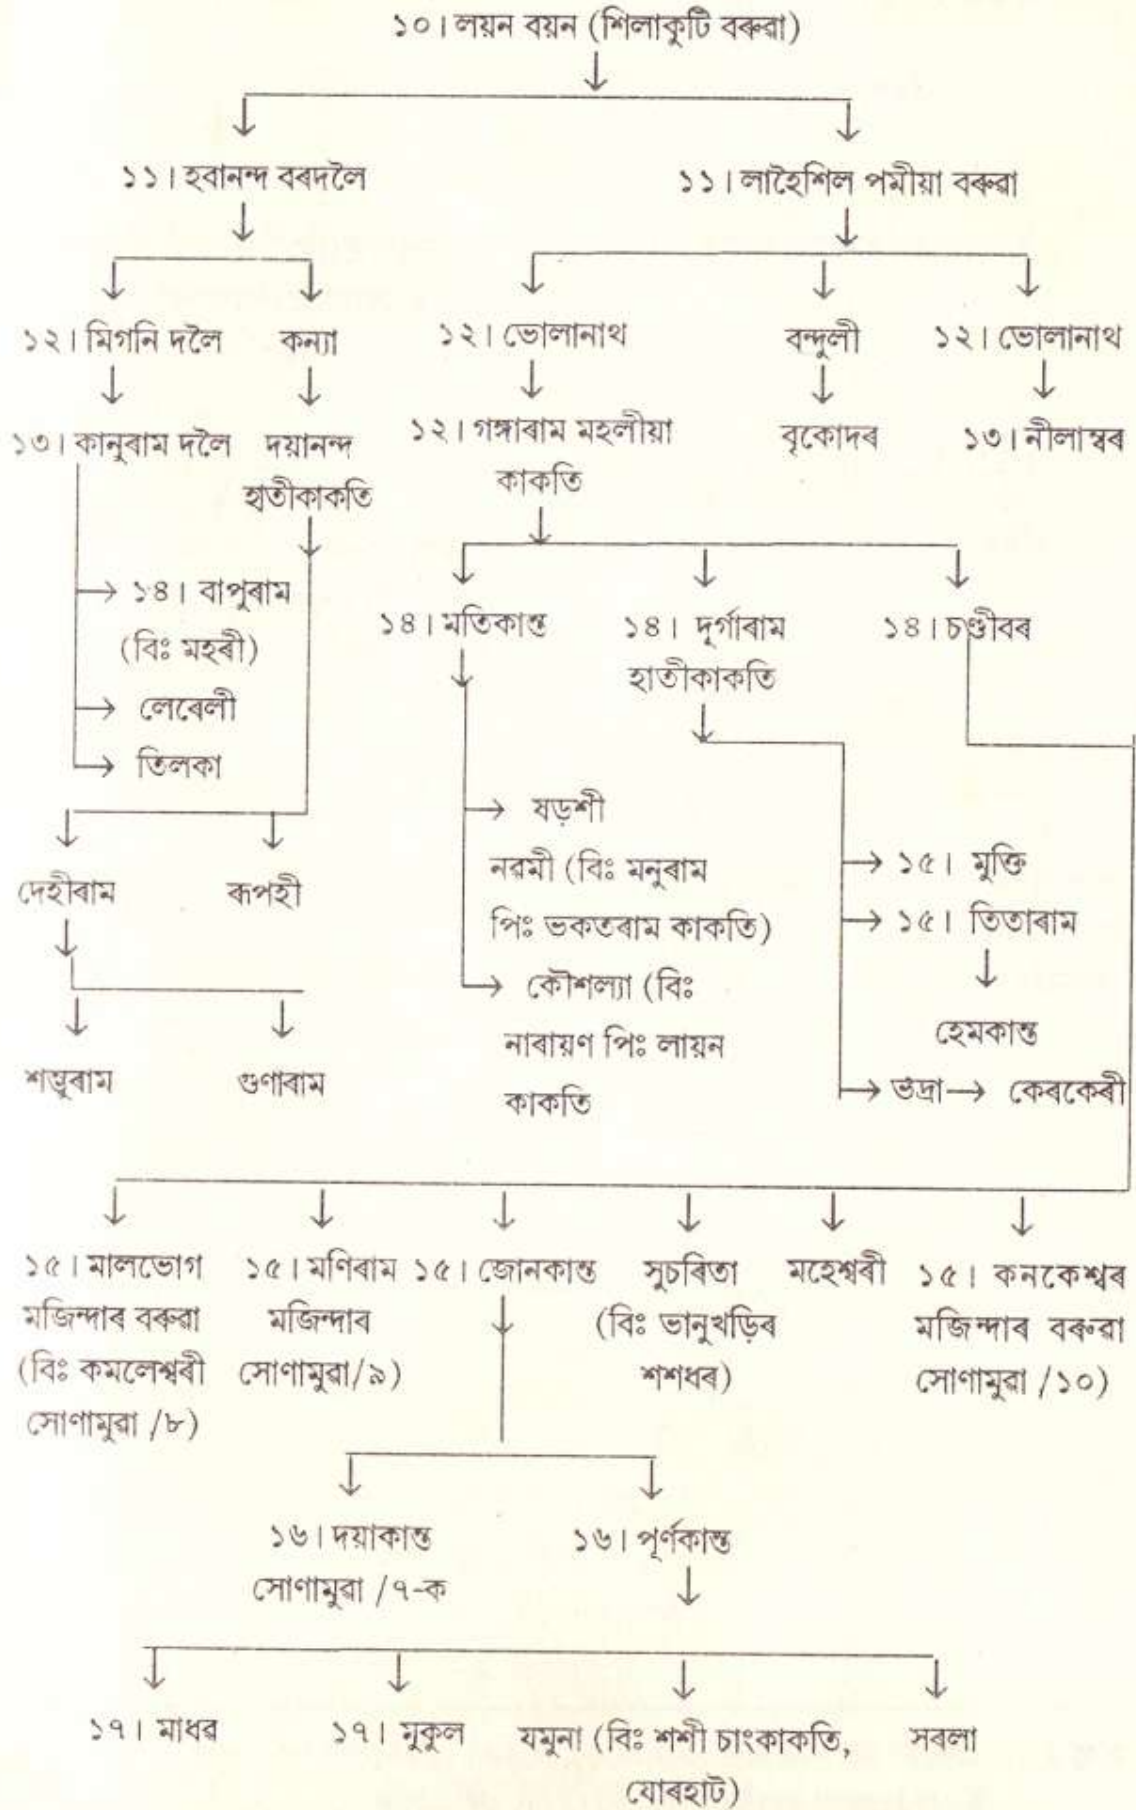 ১০। লয়ন বয়ন (শিলাকুটি বৰুৱা)
১১। হবানন্দ বৰদলৈ ১১। লাহৈশিল পমীয়া বৰুৱা
১২। মিগনি দলৈ কন্যা ১২। ভোলানাথ বন্দুলী ১২। ভোলানাথ
১৩। কানুৰাম দলৈ দয়ানন্দ ১২। গঙ্গাৰাম মহলীয়া বৃকোদৰ ১৩। নীলাম্বৰ
হাতীকাকতি কাকতি
১৪। বাপুৰাম ১৪। মতিকান্ত ১৪। দূৰ্গাৰাম ১৪। চণ্ডীবৰ
(বিঃ মহৰী) হাতীকাকতি
লেৰেলী
তিলকা
ষড়শী
দেহীৰাম ৰূপহী নৱমী (বিঃ মনুৰাম ১৫। মুক্তি
পিঃ ভকতৰাম কাকতি) ১৫। তিতাৰাম
কৌশল্যা (বিঃ
নাৰায়ণ পিঃ লায়ন হেমকান্ত
শম্ভুৰাম গুণাৰাম কাকতি ভদ্ৰা কেৰকেৰী
১৫। মালভোগ ১৫। মণিৰাম ১৫। জোনকান্ত সুচৰিতা মহেশ্বৰী ১৫। কনকেশ্বৰ
মজিন্দাৰ বৰুৱা মজিন্দাৰ (বিঃ ভানুখড়িৰ মজিন্দাৰ বৰুৱা
(বিঃ কমলেশ্বৰী সোণামুৱা/৯) শশধৰ) সোণামুৱা /১০)
সোণামুৱা /৮)
১৬। দয়াকান্ত ১৬। পূৰ্ণকান্ত
সোণামুৱা /৭-ক
১৭। মাধৱ ১৭। মুকুল যমুনা (বিঃ শশী চাংকাকতি, সৰলা
যোৰহাট)